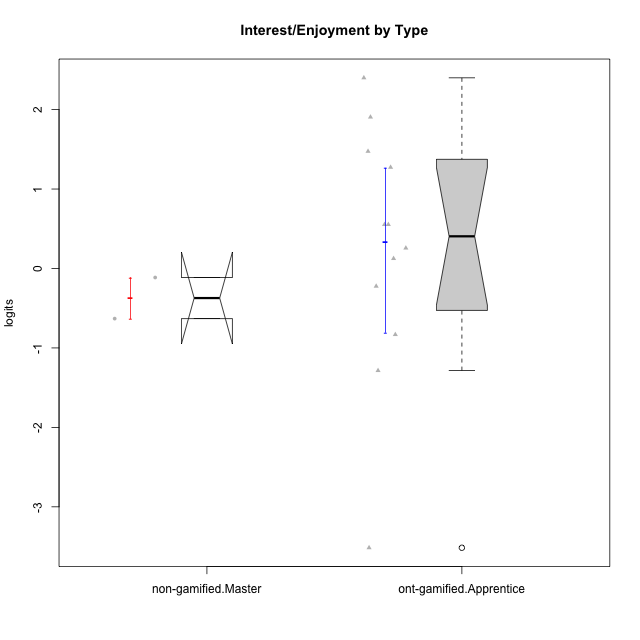 Interest/Enjoyment by Type
2
1
0
-1
-2
-3
logits
non-gamified.Master
ont-gamified.Apprentice